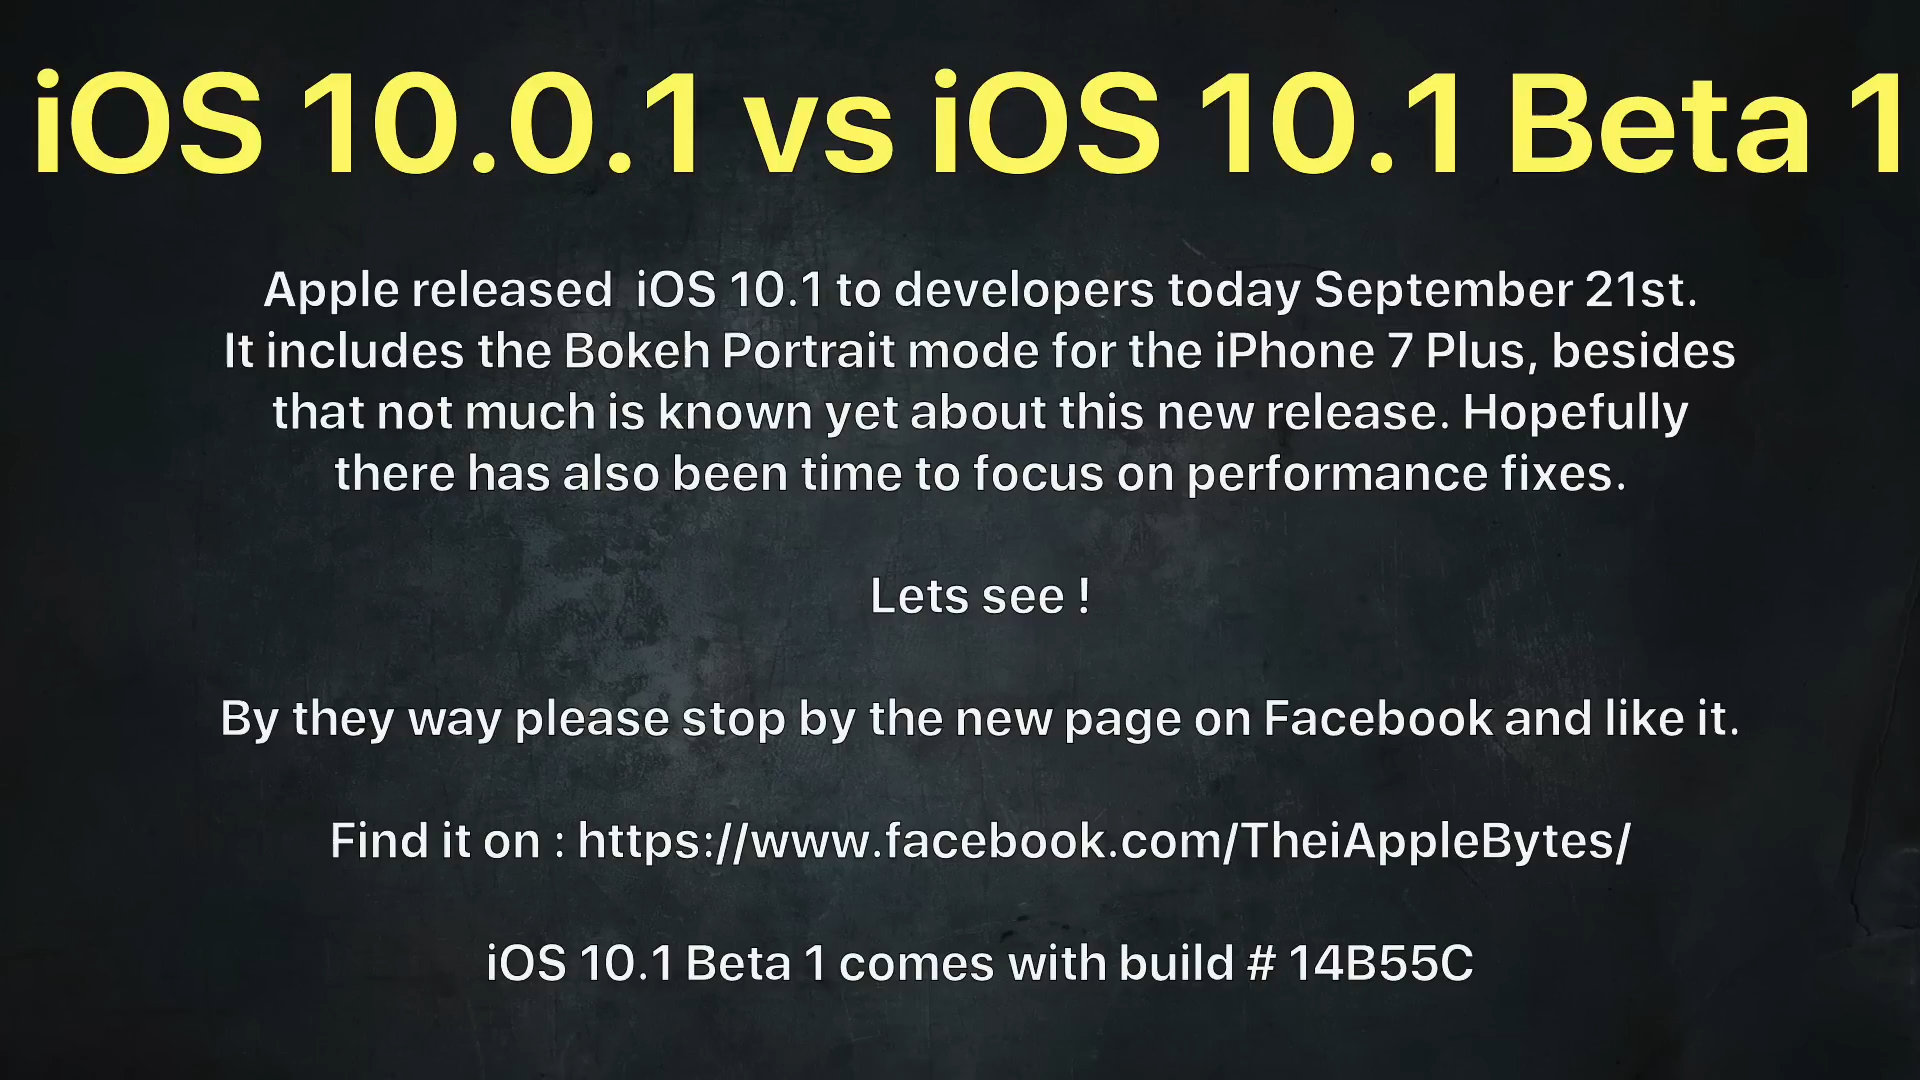 iOS 10.0.1 vs iOS 10.1 Beta 1
Apple released  iOS 10.1 to developers today September 21st.
It includes the Bokeh Portrait mode for the iPhone 7 Plus, besides
that not much is known yet about this new release. Hopefully
there has also been time to focus on performance fixes.
Lets see !
By they way please stop by the new page on Facebook and like it.
Find it on : https://www.facebook.com/TheiAppleBytes/
iOS 10.1 Beta 1 comes with build # 14B55C